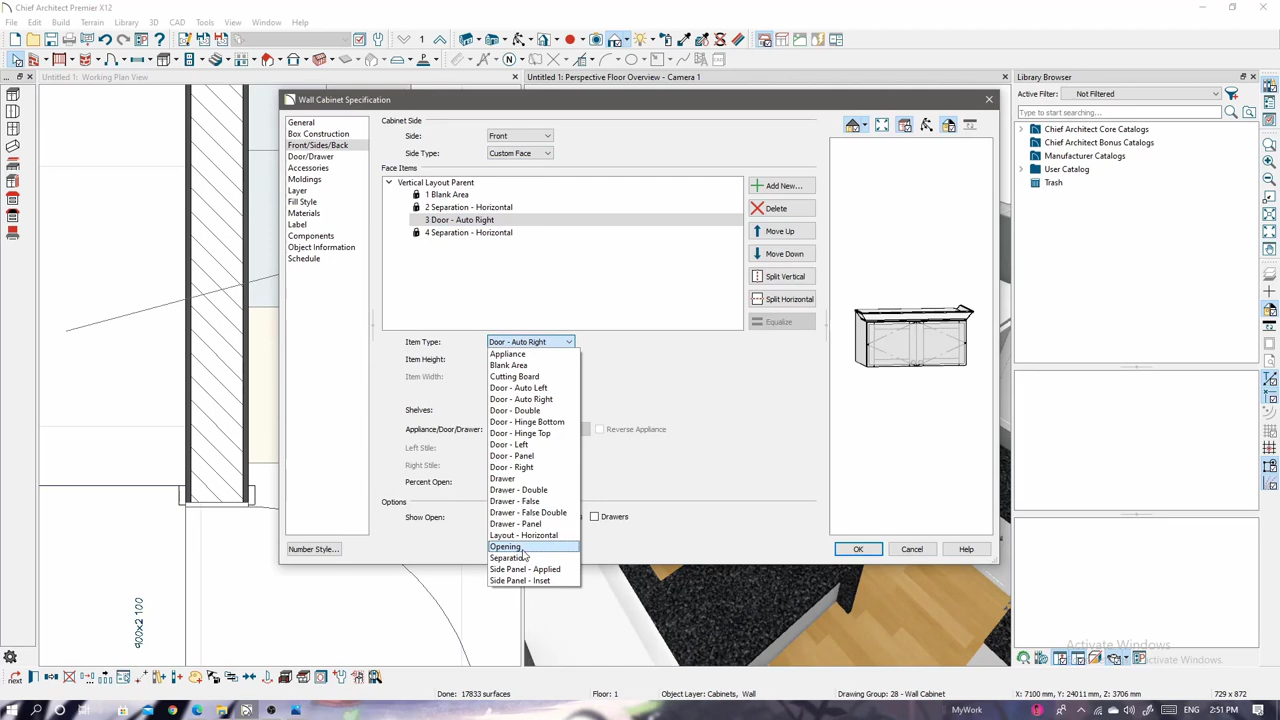 Chief Architect Premier X12
File Edit Build Terrain Library 3D CAD Tools View Window Help
Untitled 1: Working Plan View
Untitled 1: Perspective Floor Overview - Camera 1
Library Browser
Active Filter: Not Filtered
Type to start searching...
Chief Architect Core Catalogs
Chief Architect Bonus Catalogs
Manufacturer Catalogs
User Catalog
Trash
Wall Cabinet Specification
General
Box Construction
Front/Sides/Back
Door/Drawer
Accessories
Moldings
Layer
Fill Style
Materials
Label
Components
Object Information
Schedule
Number Style...
Cabinet Side
Side: Front
Side Type: Custom Face
Face Items
Vertical Layout Parent
1 Blank Area
2 Separation - Horizontal
3 Door - Auto Right
4 Separation - Horizontal
Add New...
Delete
Move Up
Move Down
Split Vertical
Split Horizontal
Equalize
Item Type: Door - Auto Right
Item Height:
Item Width:
Shelves:
Appliance/Door/Drawer: Reverse Appliance
Left Stile:
Right Stile:
Percent Open:
Options
Show Open: Drawers
Appliance
Blank Area
Cutting Board
Door - Auto Left
Door - Auto Right
Door - Double
Door - Hinge Bottom
Door - Hinge Top
Door - Left
Door - Panel
Door - Right
Drawer
Drawer - Double
Drawer - False
Drawer - False Double
Drawer - Panel
Layout - Horizontal
Opening
Separation
Side Panel - Applied
Side Panel - Inset
OK Cancel Help
900x2 100
Activate Windows
Done: 17833 surfaces Floor: 1 Object Layer: Cabinets, Wall Drawing Group: 28 - Wall Cabinet X: 7100 mm, Y: 24011 mm, Z: 3706 mm 729 x 872
MyWork ENG 2:51 PM